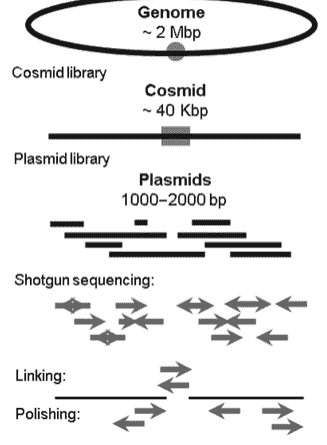 Genome
~ 2 Mbp
Cosmid library
Cosmid
~ 40 Kbp
Plasmid library
Plasmids
1000–2000 bp
Shotgun sequencing:
Linking:
Polishing: